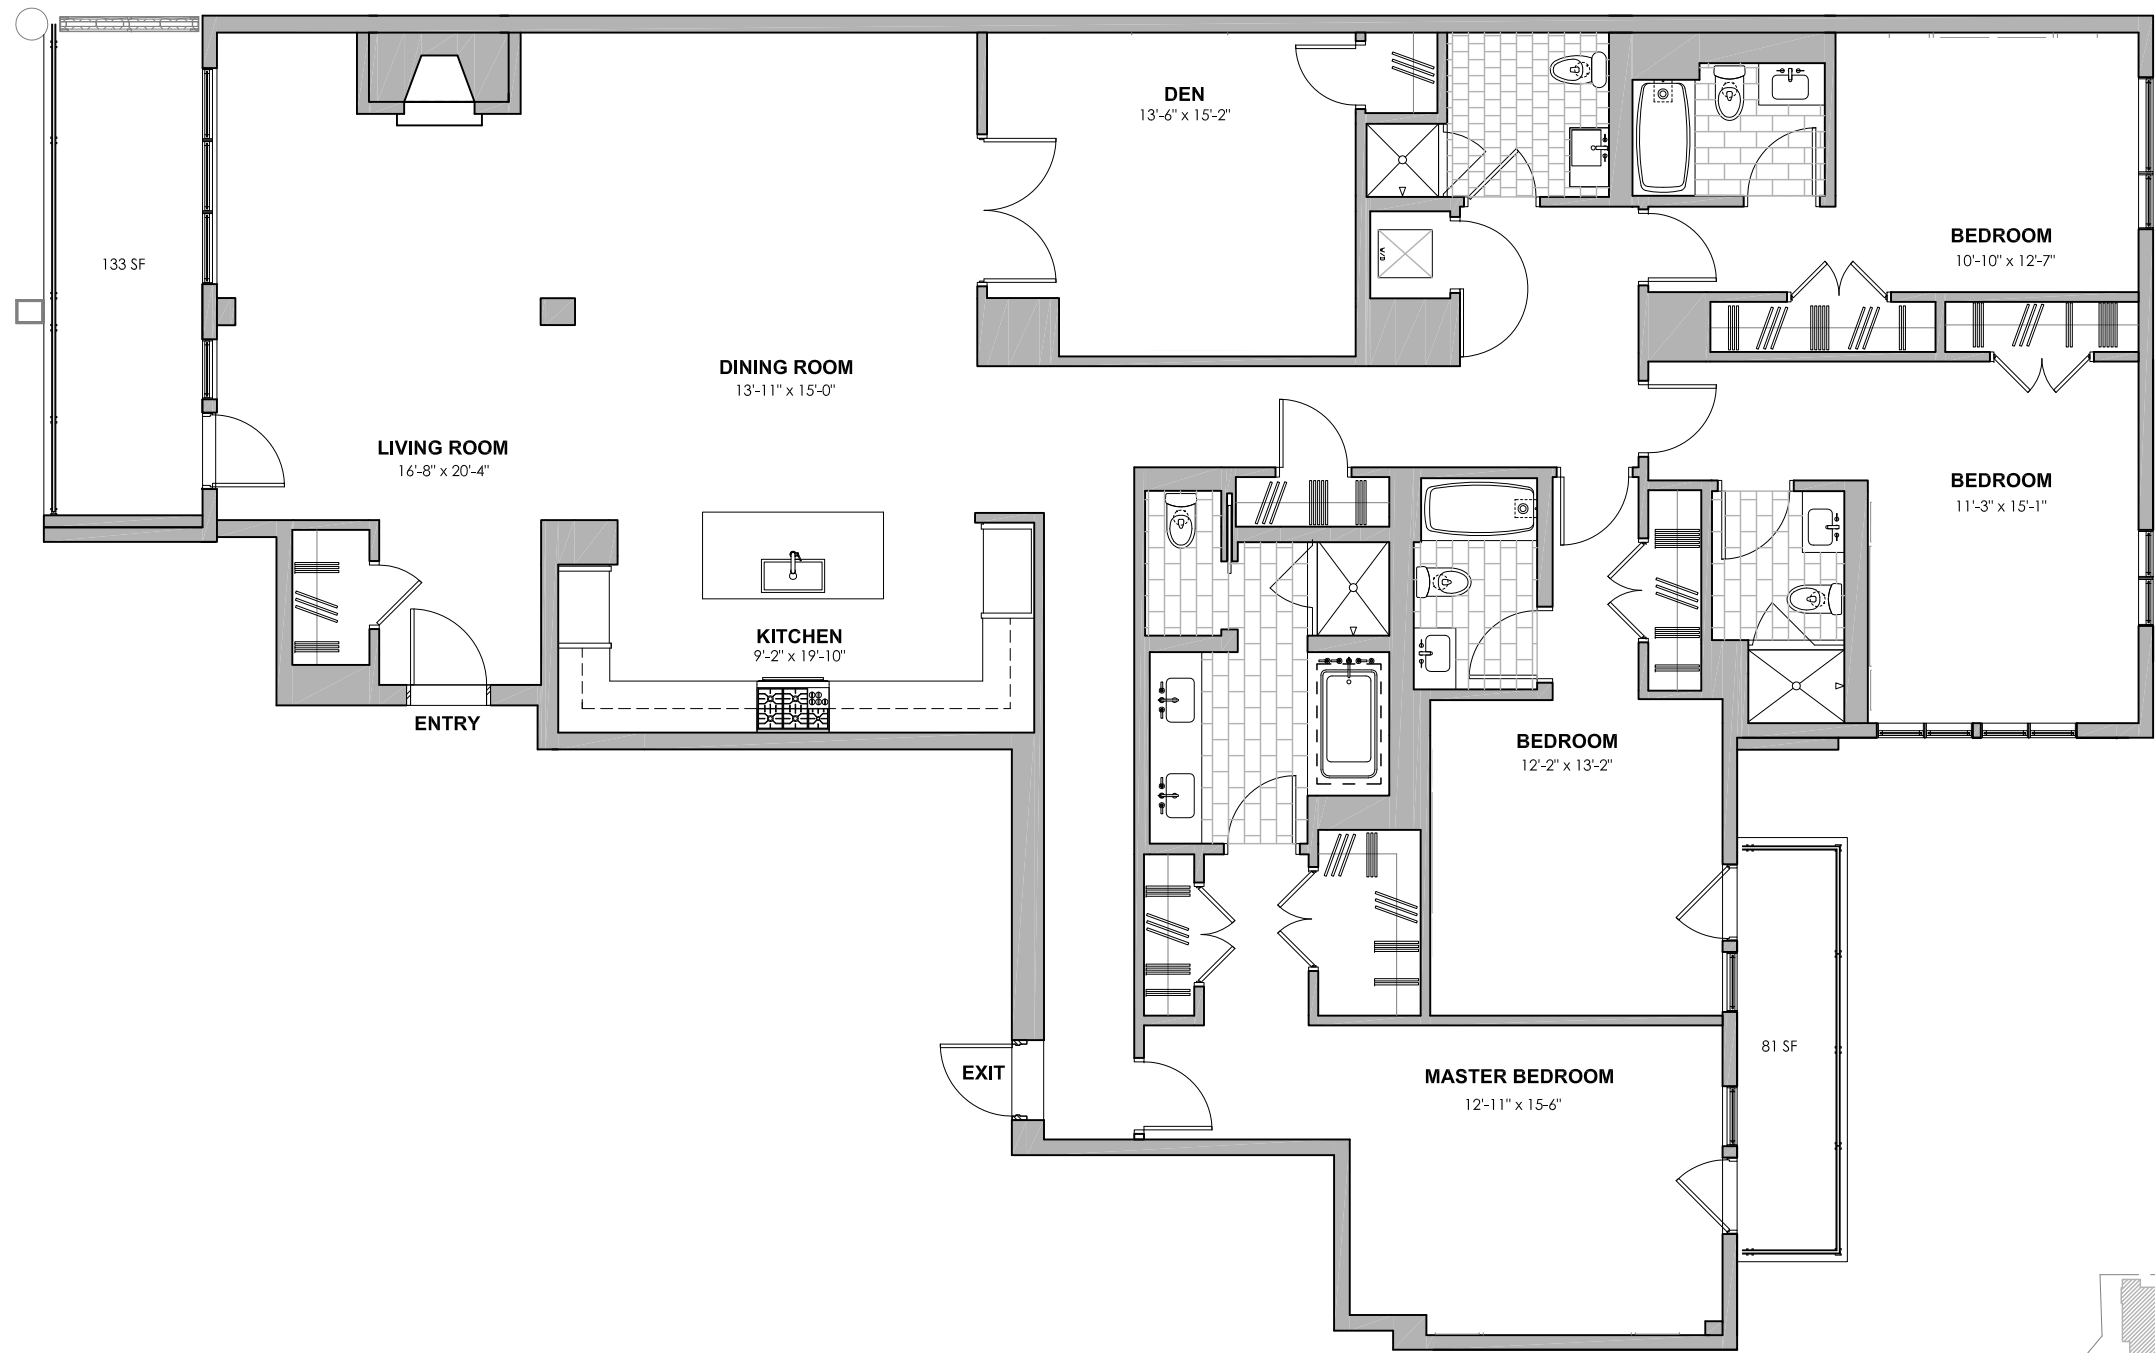 DEN
13'-6" x 15'-2"
BEDROOM
10'-10" x 12'-7"
133 SF
W/D
DINING ROOM
13'-11" x 15'-0"
LIVING ROOM
16'-8" x 20'-4"
BEDROOM
11'-3" x 15'-1"
KITCHEN
9'-2" x 19'-10"
ENTRY
BEDROOM
12'-2" x 13'-2"
EXIT
81 SF
MASTER BEDROOM
12'-11" x 15-6"